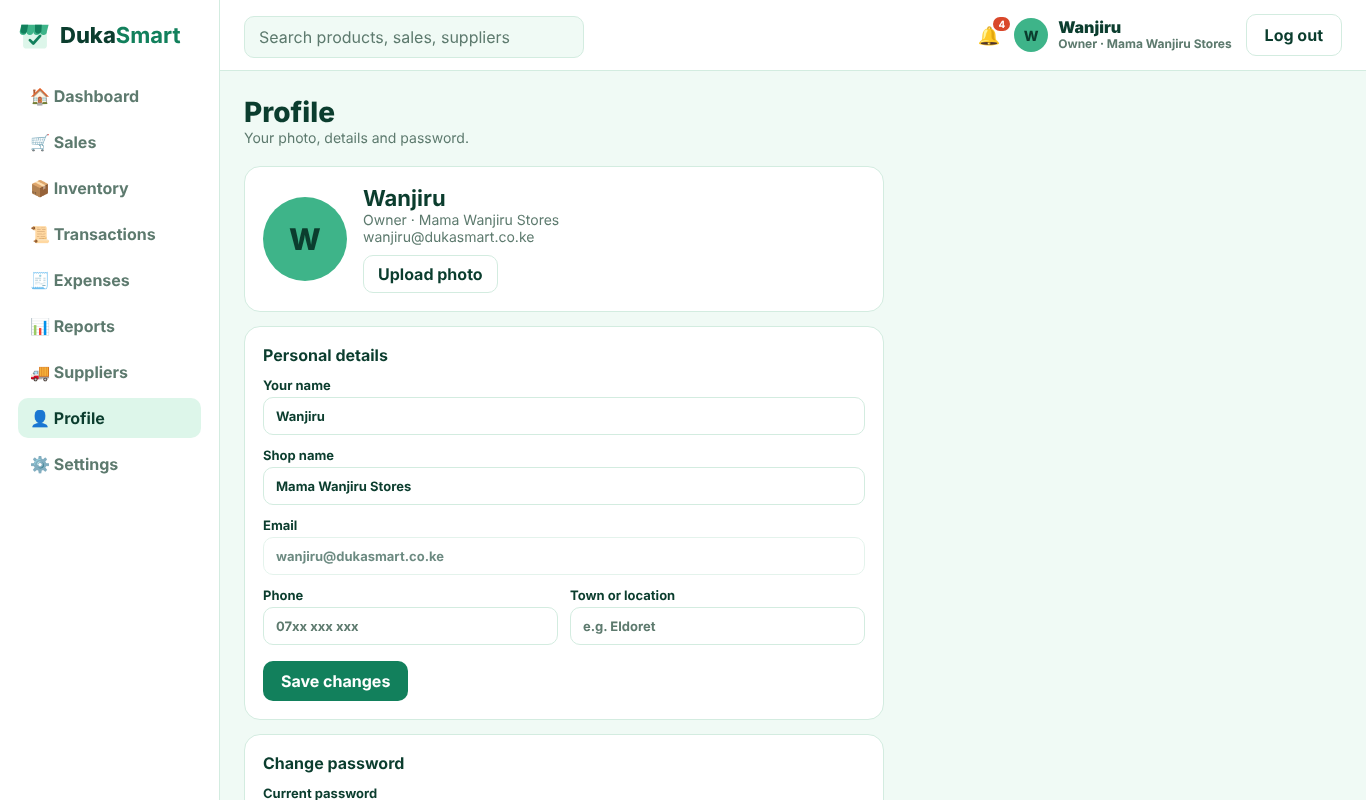 DukaSmart
Search products, sales, suppliers
4
W
Wanjiru
Owner · Mama Wanjiru Stores
Log out
Dashboard
Sales
Inventory
Transactions
Expenses
Reports
Suppliers
Profile
Settings
Profile
Your photo, details and password.
W
Wanjiru
Owner · Mama Wanjiru Stores
wanjiru@dukasmart.co.ke
Upload photo
Personal details
Your name
Wanjiru
Shop name
Mama Wanjiru Stores
Email
wanjiru@dukasmart.co.ke
Phone
Town or location
07xx xxx xxx
e.g. Eldoret
Save changes
Change password
Current password